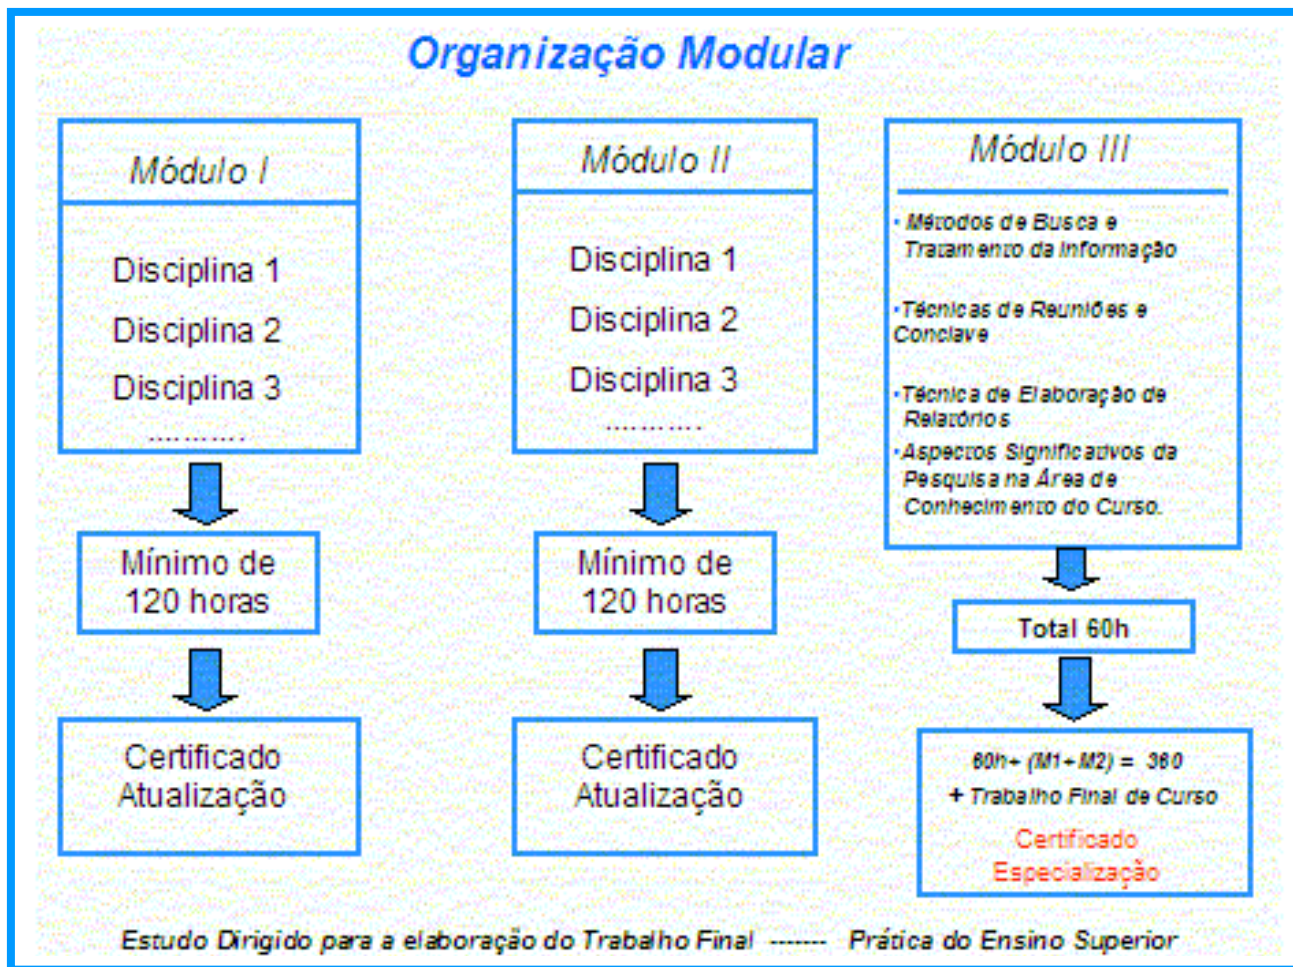 Organização Modular
Módulo I
Disciplina 1
Disciplina 2
Disciplina 3
...........
Mínimo de
120 horas
Certificado
Atualização
Módulo II
Disciplina 1
Disciplina 2
Disciplina 3
...........
Mínimo de
120 horas
Certificado
Atualização
Módulo III
• Métodos de Busca e
Tratamento da Informação
•Técnicas de Reuniões e
Conclave
•Técnica de Elaboração de
Relatórios
•Aspectos Significativos da
Pesquisa na Área de
Conhecimento do Curso.
Total 60h
60h+ (M1+M2) = 360
+ Trabalho Final de Curso
Certificado
Especialização
Estudo Dirigido para a elaboração do Trabalho Final ------- Prática do Ensino Superior